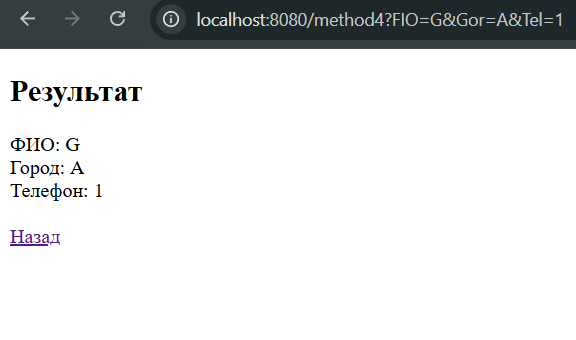 localhost:8080/method4?FIO=G&Gor=A&Tel=1
Результат
ФИО: G
Город: A
Телефон: 1
Назад